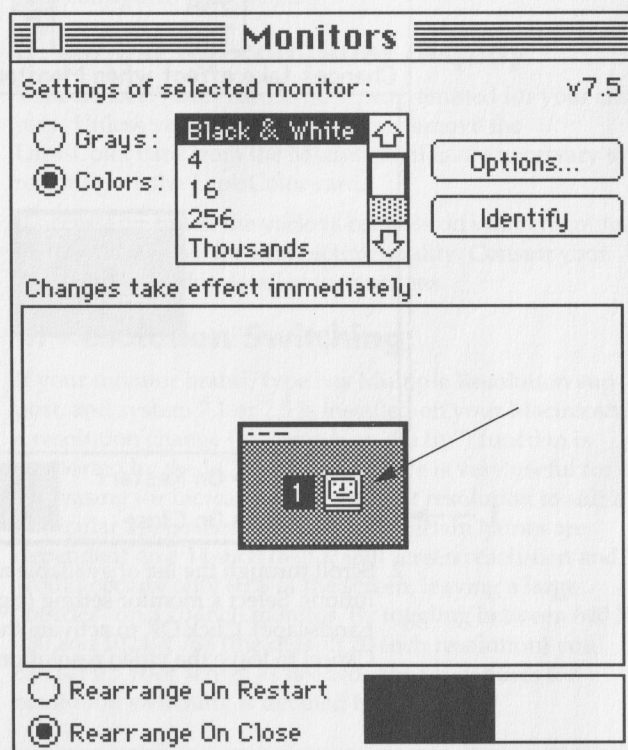 Monitors
Settings of selected monitor: v7.5
Grays:
Colors:
Black & White
4
16
256
Thousands
Options...
Identify
Changes take effect immediately.
1
Rearrange On Restart
Rearrange On Close